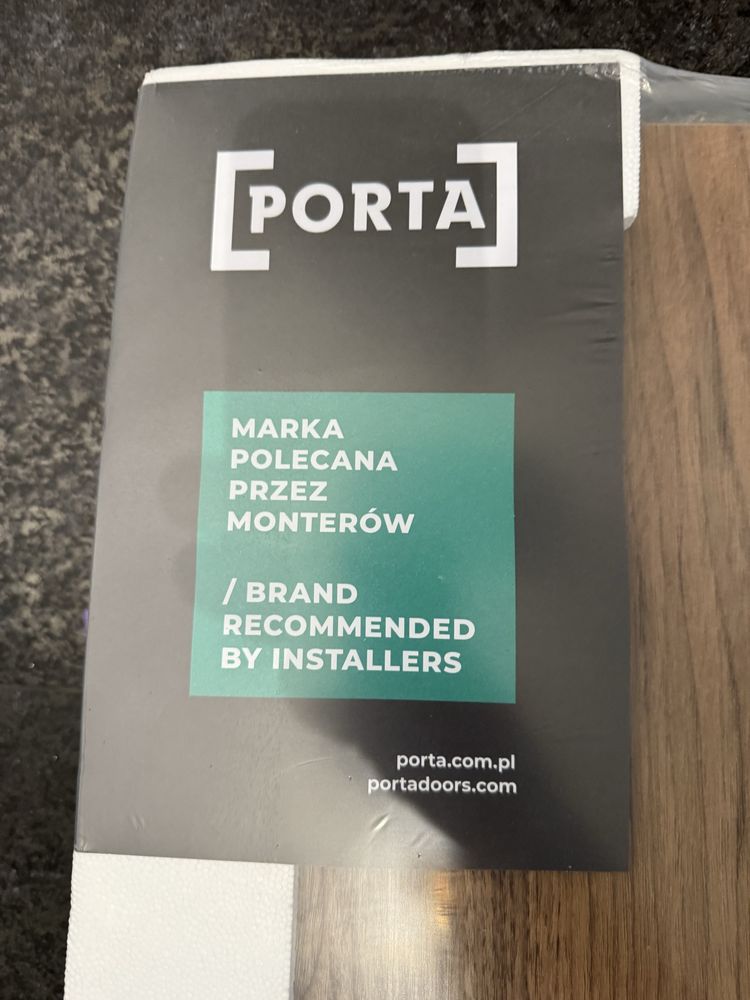 [PORTA]
MARKA
POLECANA
PRZEZ
MONTERÓW
/ BRAND
RECOMMENDED
BY INSTALLERS
porta.com.pl
portadoors.com